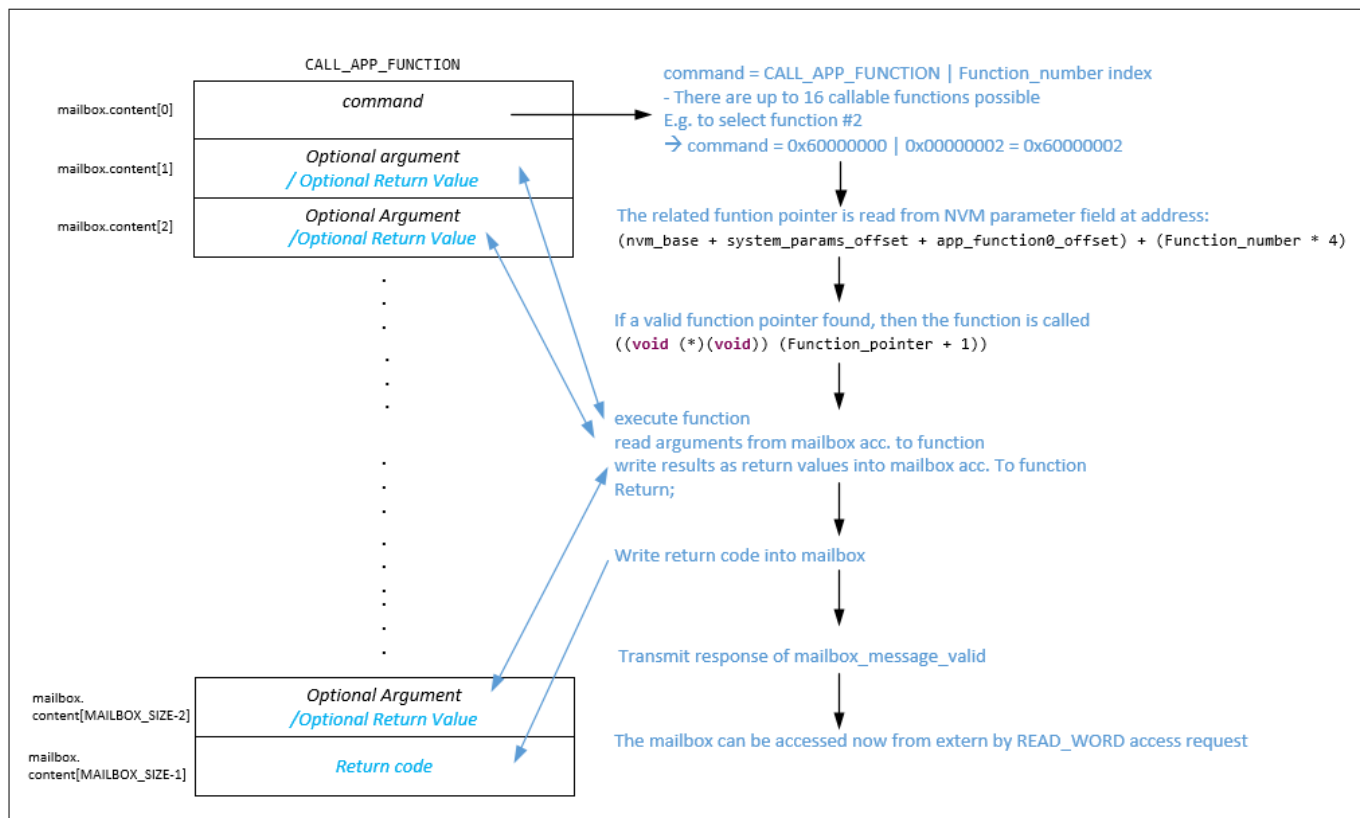 CALL_APP_FUNCTION
mailbox.content[0]
command
mailbox.content[1]
Optional argument
/ Optional Return Value
mailbox.content[2]
Optional Argument
/Optional Return Value
mailbox.
content[MAILBOX_SIZE-2]
Optional Argument
/Optional Return Value
mailbox.
content[MAILBOX_SIZE-1]
Return code
command = CALL_APP_FUNCTION | Function_number index
- There are up to 16 callable functions possible
E.g. to select function #2
→ command = 0x60000000 | 0x00000002 = 0x60000002
The related funtion pointer is read from NVM parameter field at address:
(nvm_base + system_params_offset + app_function0_offset) + (Function_number * 4)
If a valid function pointer found, then the function is called
((void (*)(void)) (Function_pointer + 1))
execute function
read arguments from mailbox acc. to function
write results as return values into mailbox acc. To function
Return;
Write return code into mailbox
Transmit response of mailbox_message_valid
The mailbox can be accessed now from extern by READ_WORD access request